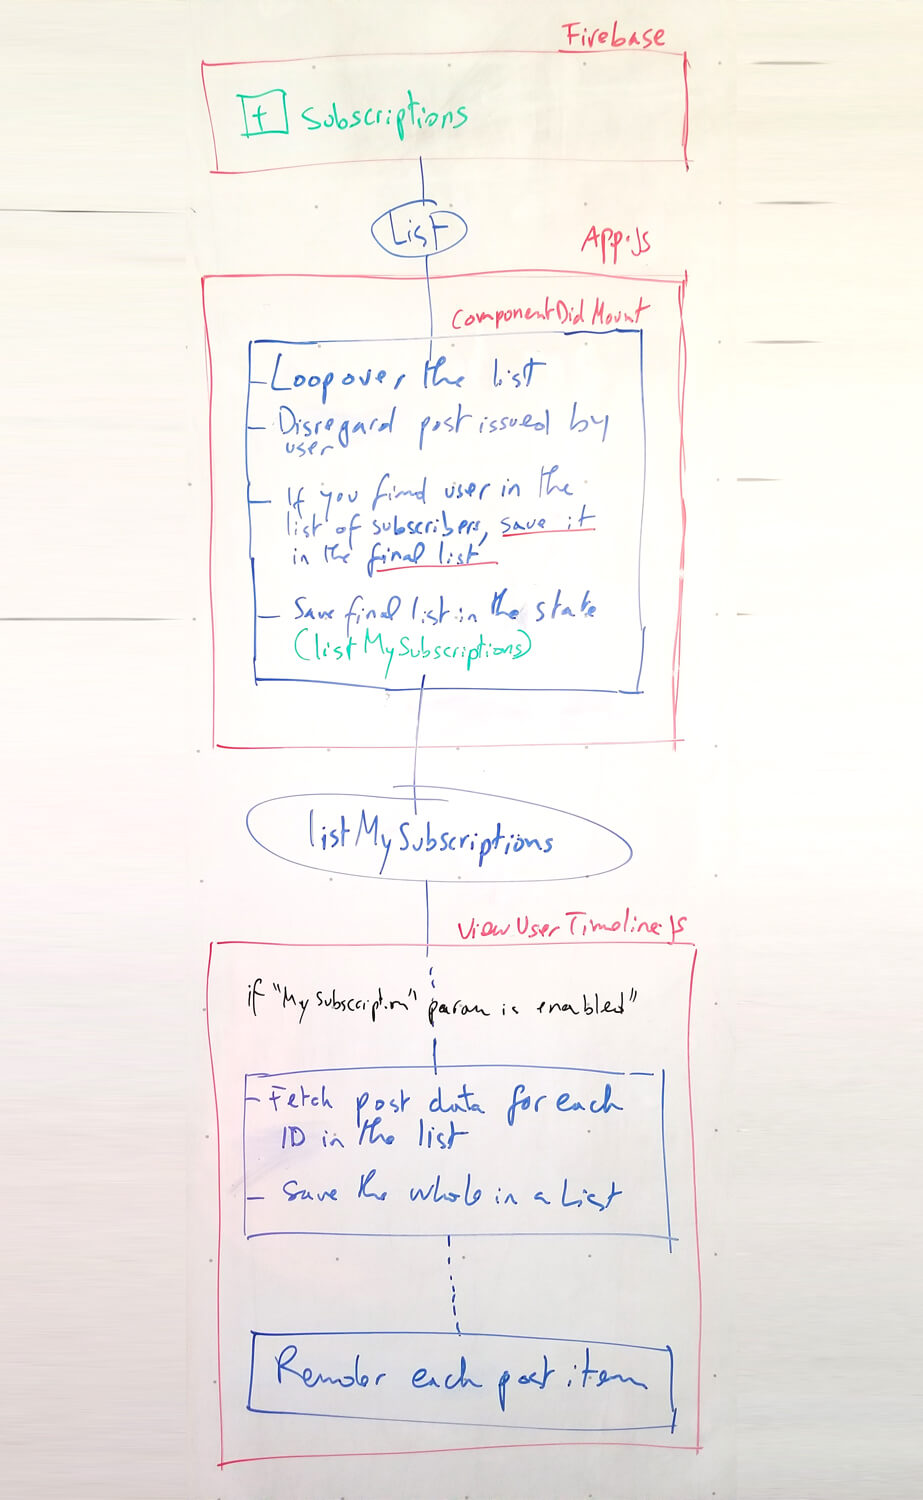 Firebase
+ Subscriptions
List
App.js
ComponentDidMount
- Loop over the list
- Disregard post issued by
user
- If you find user in the
list of subscribers, save it
in the final list
- Save final list in the state
(listMySubscriptions)
listMySubscriptions
ViewUserTimeline.js
if "My Subscription" param is enabled"
- Fetch post data for each
ID in the list
- Save the whole in a List
Render each post item